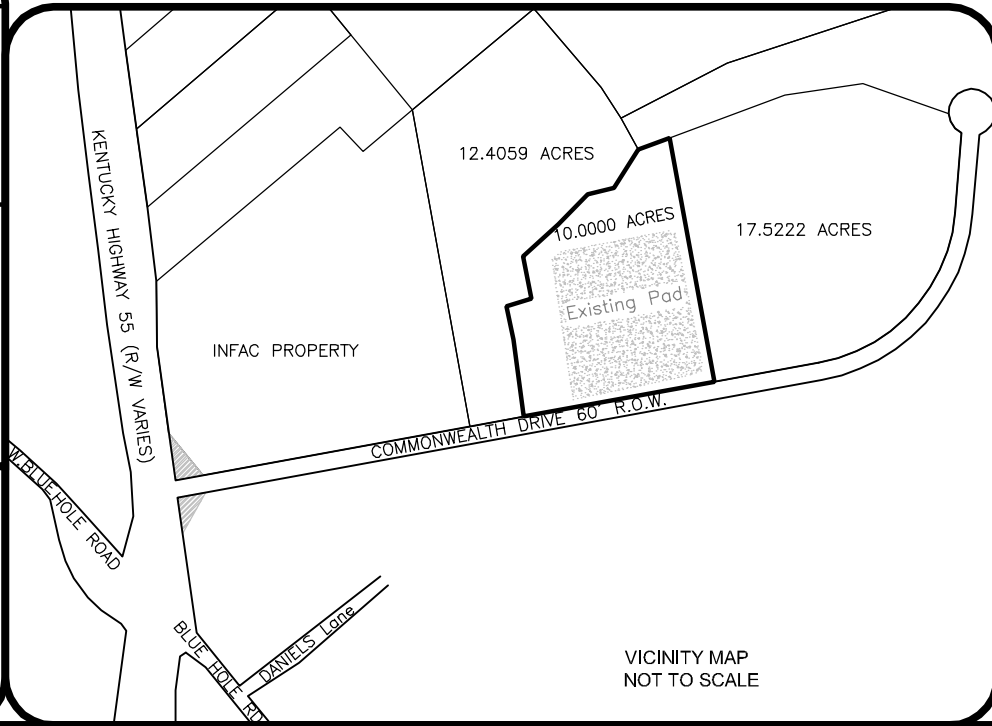 KENTUCKY HIGHWAY 55 (R/W VARIES)
12.4059 ACRES
10.0000 ACRES
17.5222 ACRES
Existing Pad
INFAC PROPERTY
COMMONWEALTH DRIVE 60' R.O.W.
W.BLUEHOLE ROAD
BLUE HOLE RD
DANIELS Lane
VICINITY MAP
NOT TO SCALE